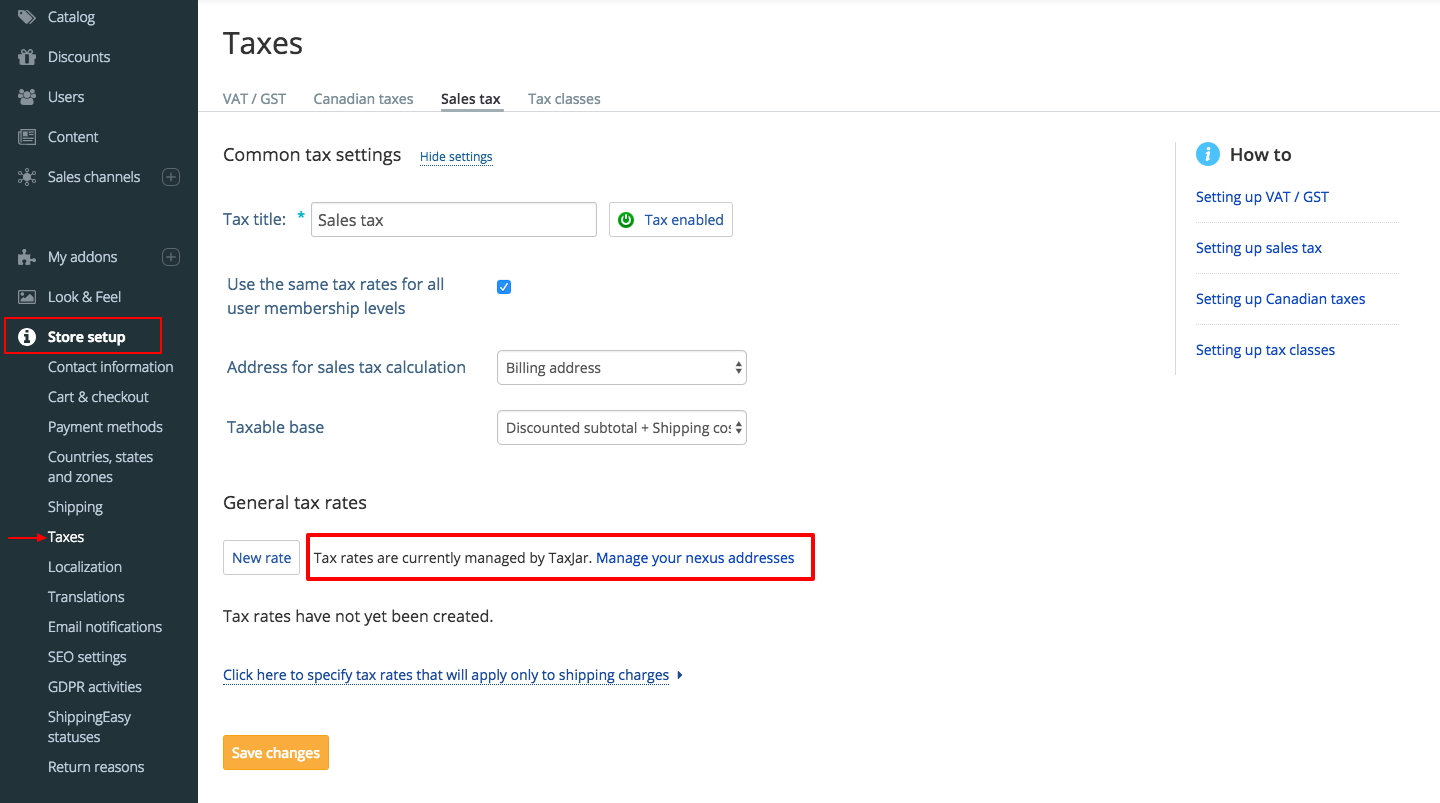 Catalog
Discounts
Users
Content
Sales channels
My addons
Look & Feel
Store setup
Contact information
Cart & checkout
Payment methods
Countries, states
and zones
Shipping
Taxes
Localization
Translations
Email notifications
SEO settings
GDPR activities
ShippingEasy
statuses
Return reasons
Taxes
VAT / GST Canadian taxes Sales tax Tax classes
Common tax settings Hide settings
Tax title: * Sales tax Tax enabled
Use the same tax rates for all
user membership levels
Address for sales tax calculation Billing address
Taxable base Discounted subtotal + Shipping cos
General tax rates
New rate Tax rates are currently managed by TaxJar. Manage your nexus addresses
Tax rates have not yet been created.
Click here to specify tax rates that will apply only to shipping charges
Save changes
How to
Setting up VAT / GST
Setting up sales tax
Setting up Canadian taxes
Setting up tax classes